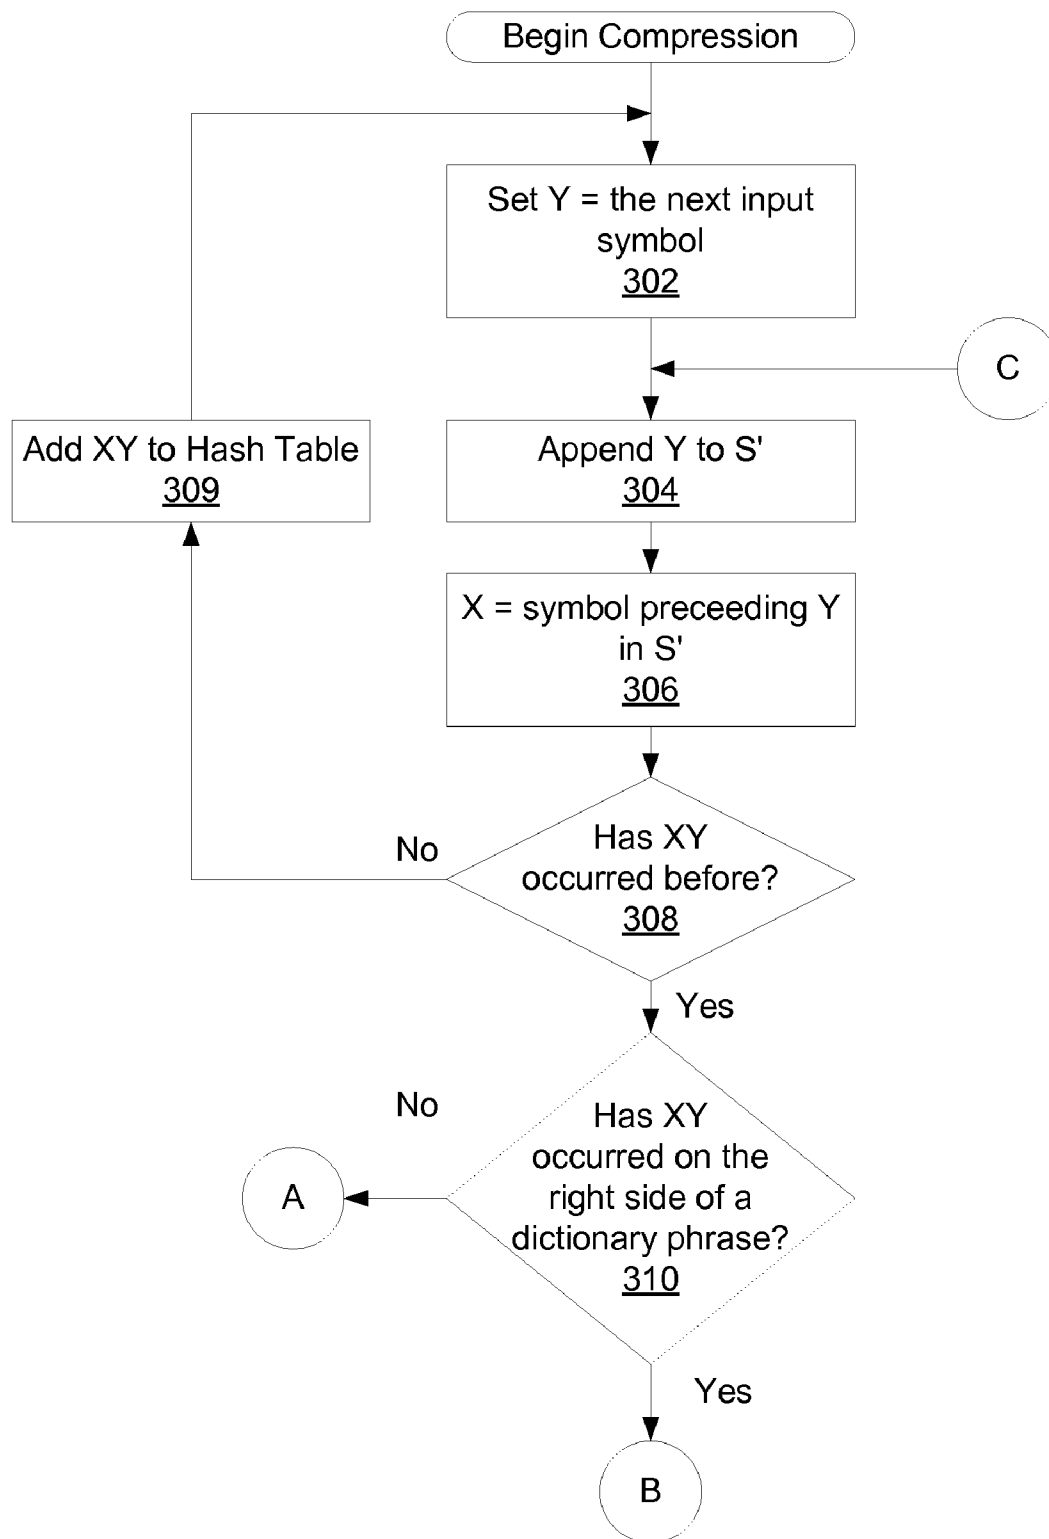 Begin Compression
Set Y = the next input
symbol
302
C
Add XY to Hash Table
309
Append Y to S'
304
X = symbol preceeding Y
in S'
306
No
Has XY
occurred before?
308
Yes
No
Has XY
occurred on the
right side of a
dictionary phrase?
310
A
Yes
B